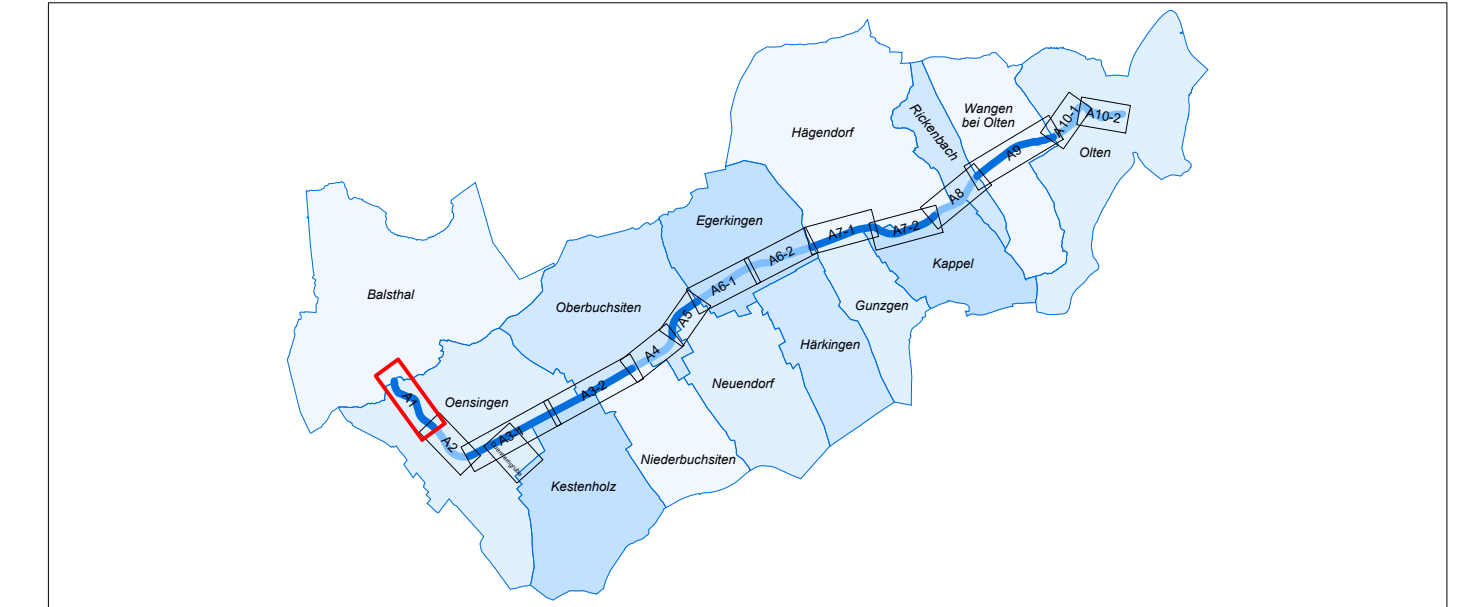 Wangen
bei Olten
Rickenbach
Hägendorf
A10-1
A10-2
Olten
A9
A8
Egerkingen
A7-1
A7-2
A6-2
Kappel
A6-1
Balsthal
Oberbuchsiten
Gunzgen
A5
Härkingen
A4
Neuendorf
A3-2
A1
Oensingen
A2
A3-1
Niederbuchsiten
Kestenholz